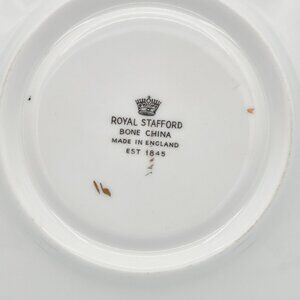 ROYAL STAFFORD
BONE CHINA
MADE IN ENGLAND
EST 1845